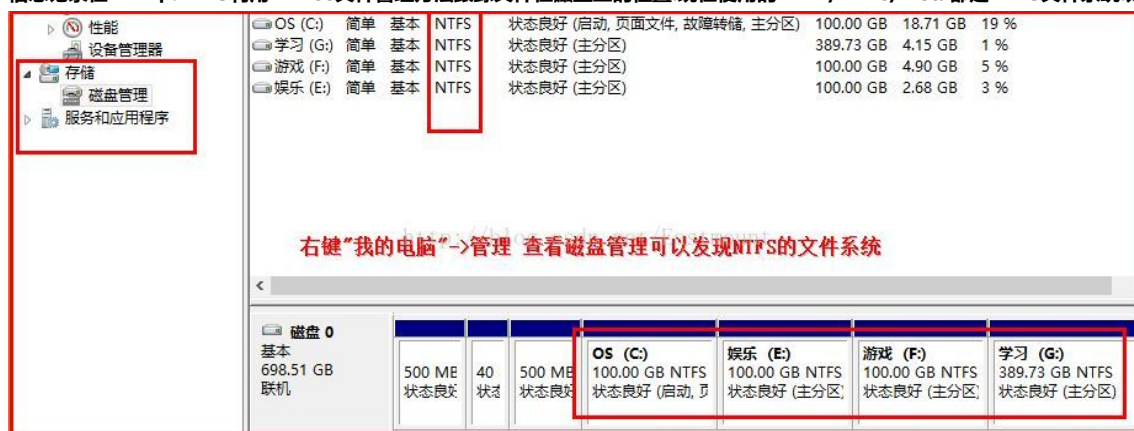 性能
设备管理器
存储
磁盘管理
服务和应用程序
OS (C:) 简单 基本 NTFS 状态良好 (启动, 页面文件, 故障转储, 主分区) 100.00 GB 18.71 GB 19 %
学习 (G:) 简单 基本 NTFS 状态良好 (主分区) 389.73 GB 4.15 GB 1 %
游戏 (F:) 简单 基本 NTFS 状态良好 (主分区) 100.00 GB 4.90 GB 5 %
娱乐 (E:) 简单 基本 NTFS 状态良好 (主分区) 100.00 GB 2.68 GB 3 %
右键"我的电脑"->管理 查看磁盘管理可以发现NTFS的文件系统
磁盘 0
基本
698.51 GB
联机
500 ME
状态良好
40
状态
500 ME
状态良好
OS (C:)
100.00 GB NTFS
状态良好 (启动, 页
娱乐 (E:)
100.00 GB NTFS
状态良好 (主分区)
游戏 (F:)
100.00 GB NTFS
状态良好 (主分区)
学习 (G:)
389.73 GB NTFS
状态良好 (主分区)